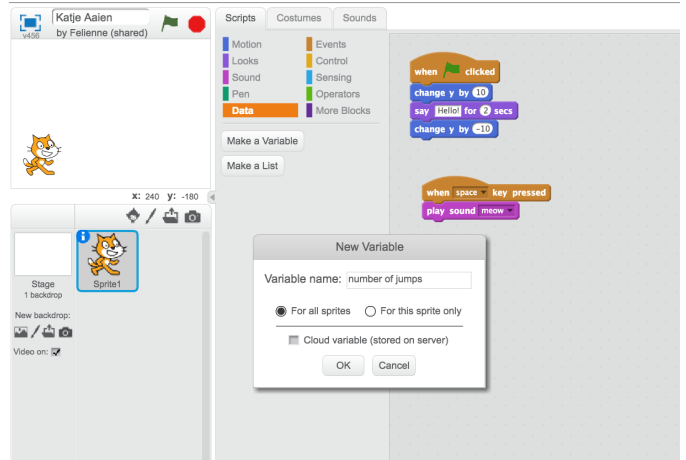 Katje Aaien
v456
by Felienne (shared)
Scripts
Costumes
Sounds
Motion
Events
Looks
Control
Sound
Sensing
Pen
Operators
Data
More Blocks
Make a Variable
Make a List
when clicked
change y by 10
say Hello! for 2 secs
change y by -10
when space key pressed
play sound meow
X: 240 y: -180
Stage
1 backdrop
Sprite1
New backdrop:
Video on:
New Variable
Variable name: number of jumps
For all sprites
For this sprite only
Cloud variable (stored on server)
OK
Cancel